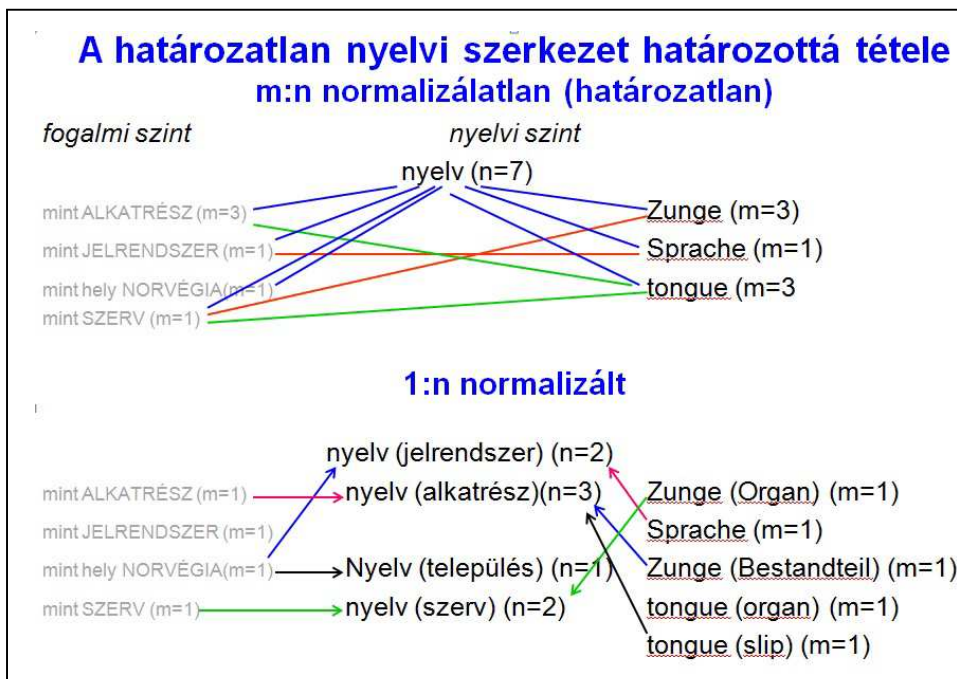 A határozatlan nyelvi szerkezet határozottá tétele
m:n normalizálatlan (határozatlan)
fogalmi szint nyelvi szint
nyelv (n=7)
mint ALKATRÉSZ (m=3) Zunge (m=3)
mint JELRENDSZER (m=1) Sprache (m=1)
mint hely NORVÉGIA(m=1) tongue (m=3
mint SZERV (m=1)
1:n normalizált
nyelv (jelrendszer) (n=2)
mint ALKATRÉSZ (m=1) nyelv (alkatrész)(n=3) Zunge (Organ) (m=1)
mint JELRENDSZER (m=1) Sprache (m=1)
mint hely NORVÉGIA(m=1) Nyelv (település) (n=1) Zunge (Bestandteil) (m=1)
mint SZERV (m=1) nyelv (szerv) (n=2) tongue (organ) (m=1)
tongue (slip) (m=1)